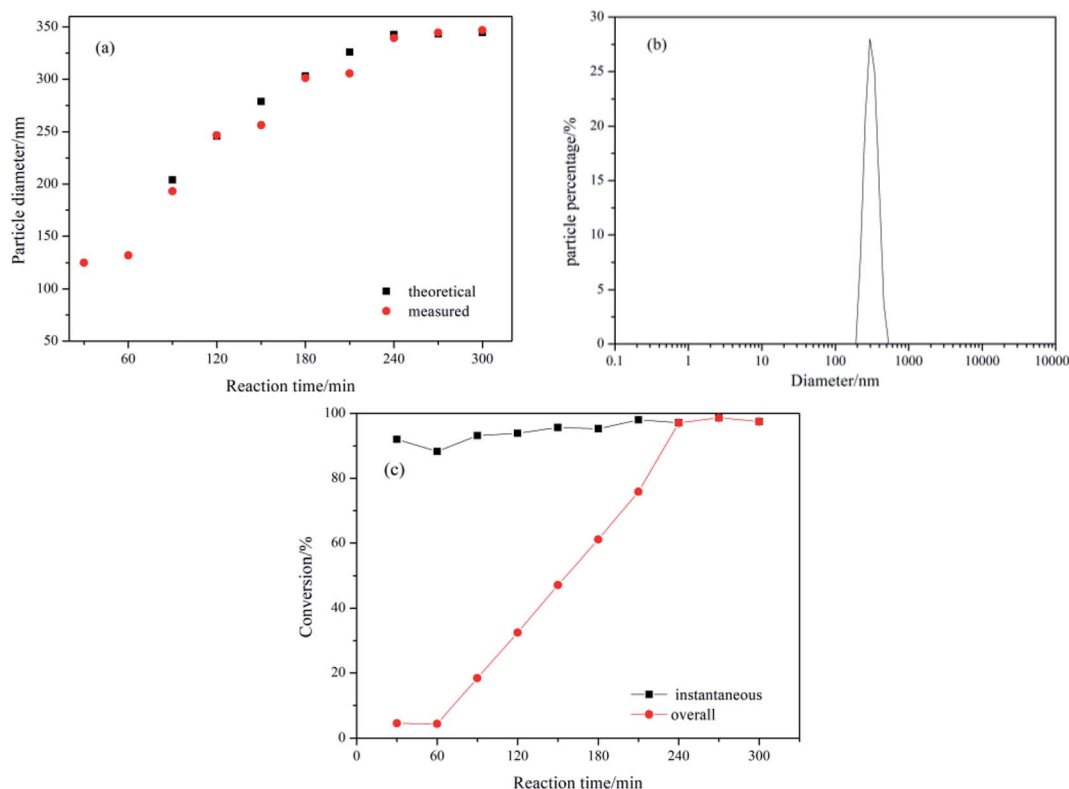 (a)
350
300
250
200
150
100
50
Particle diameter/nm
theoretical
measured
60
120
180
240
300
Reaction time/min
(b)
30
25
20
15
10
5
0
particle percentage/%
0.1
1
10
100
1000
10000
10000
Diameter/nm
(c)
100
80
60
40
20
0
Conversion/%
instantaneous
overall
0
60
120
180
240
300
Reaction time/min